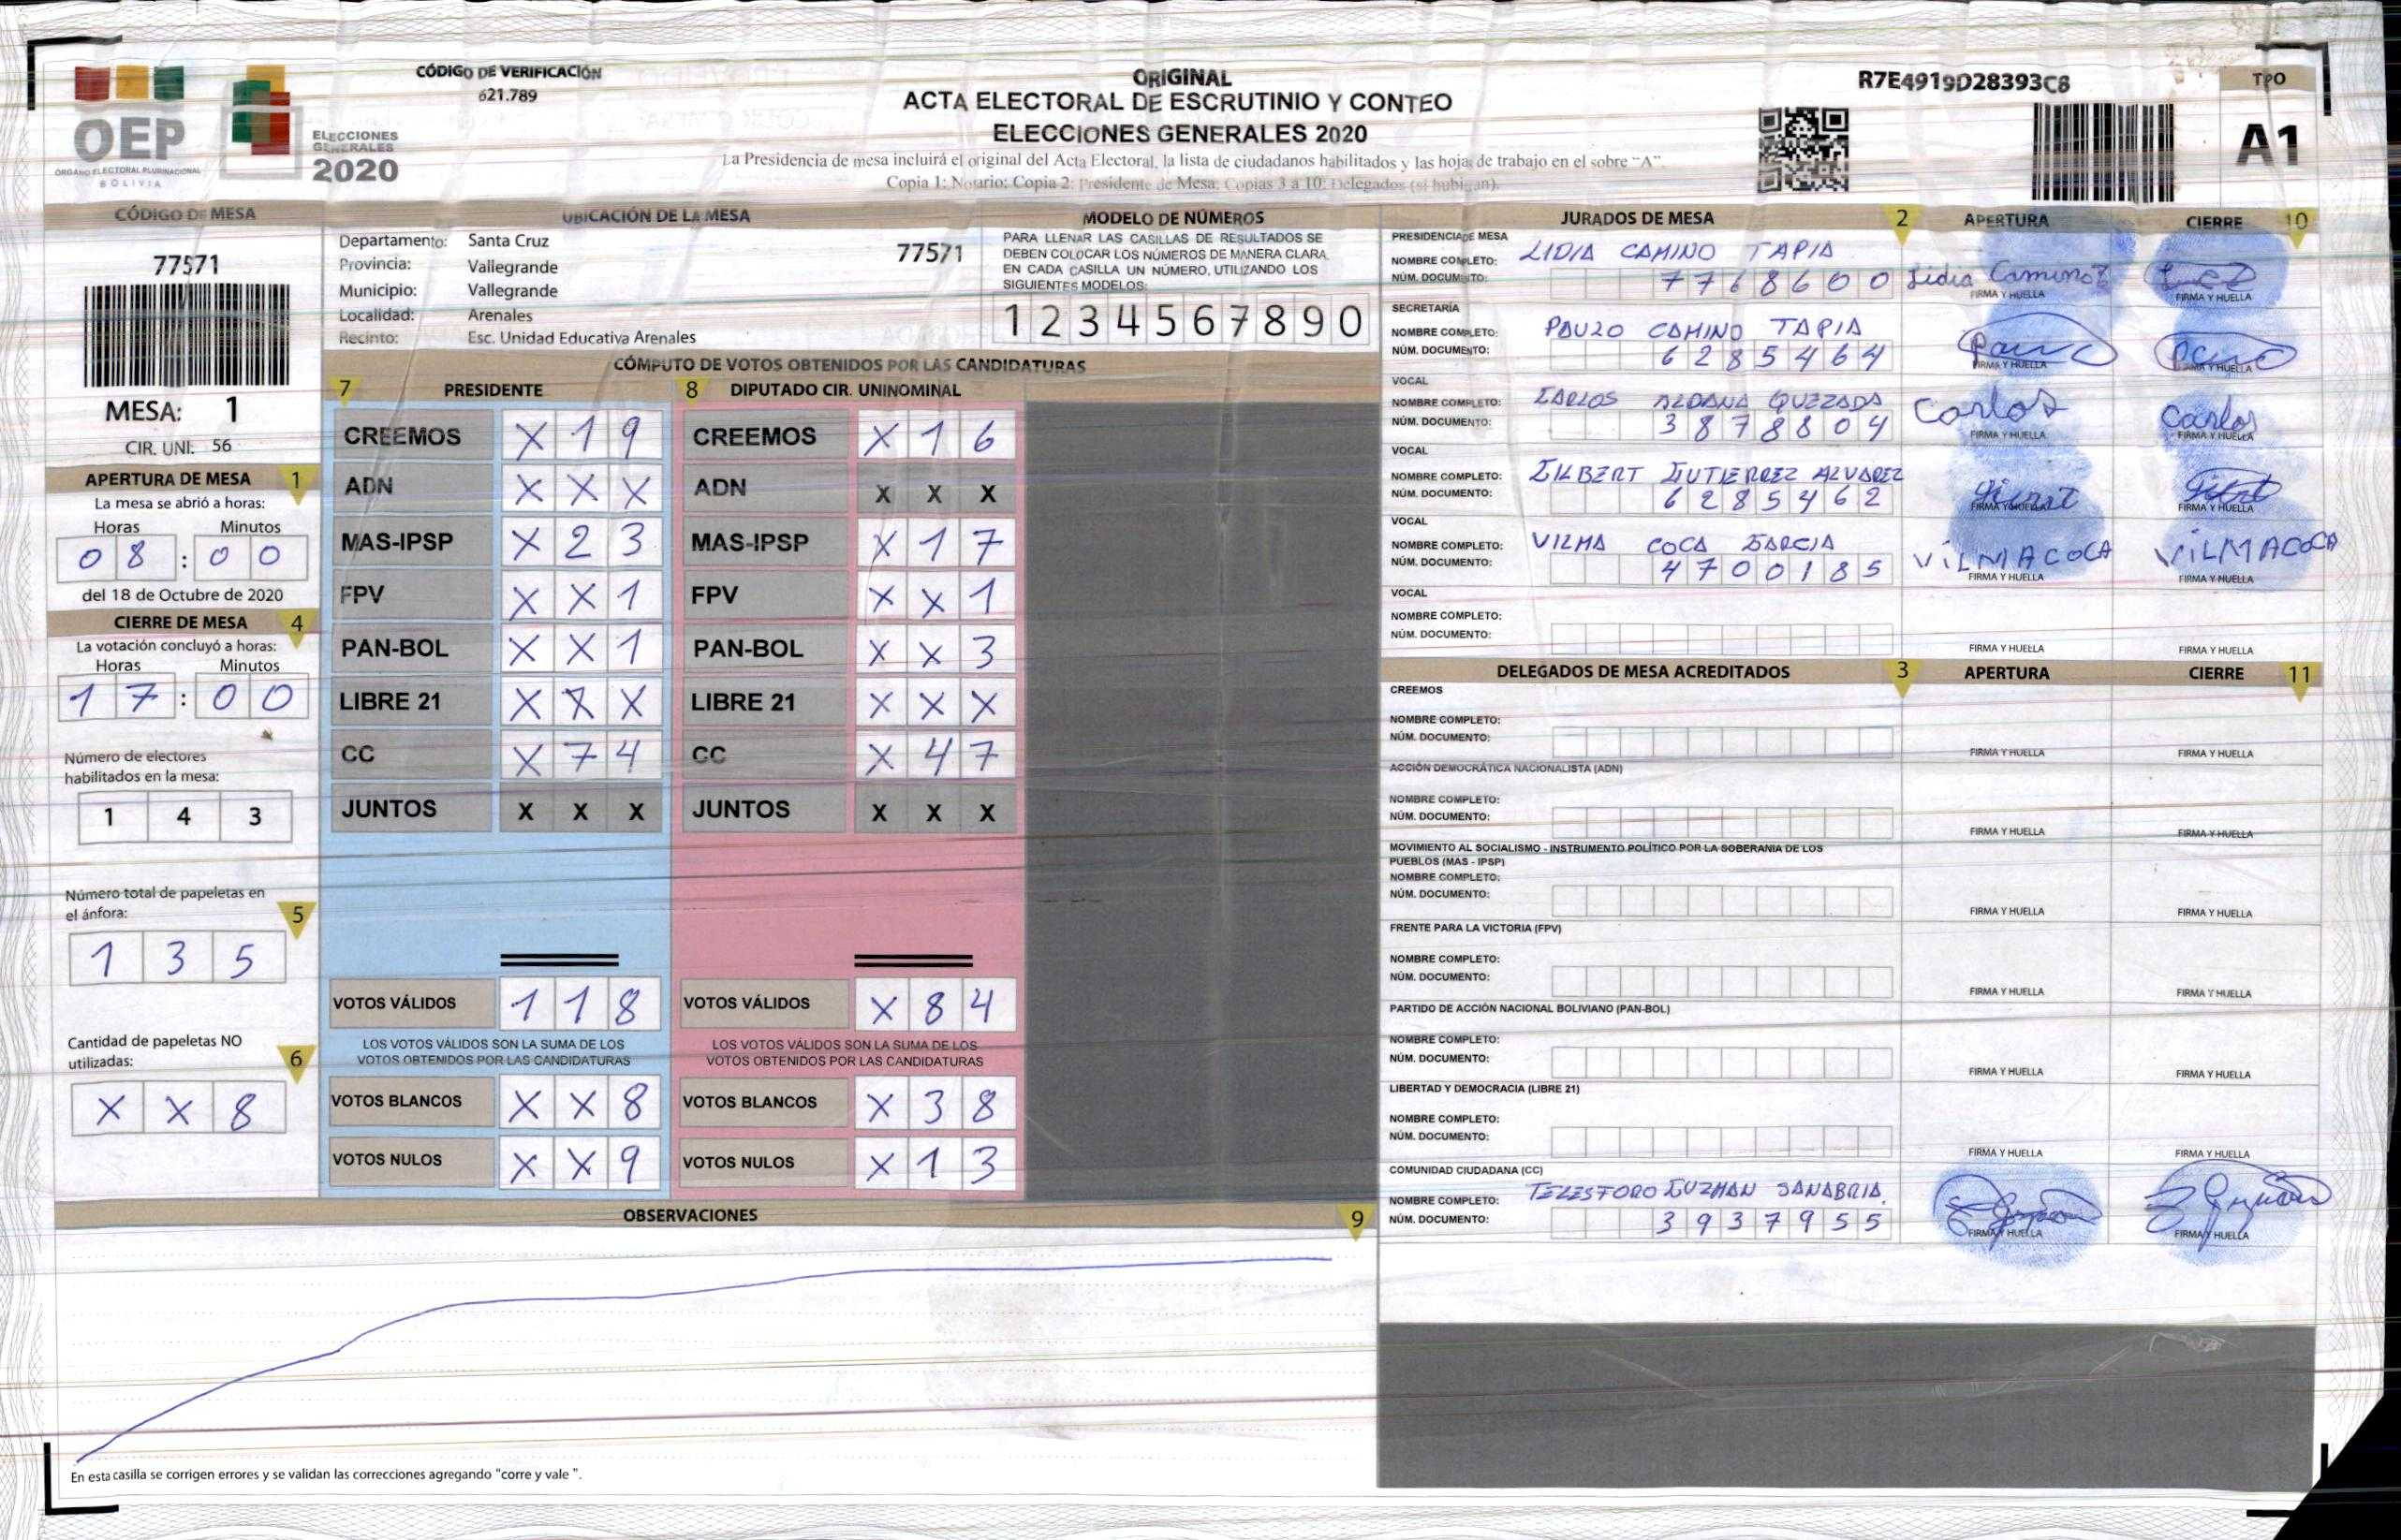 OEP
ÓRGANO ELECTORAL PLURINACIONAL
BOLIVIA
ELECCIONES
GENERALES
2020
CÓDIGO DE VERIFICACIÓN
621.789
ORIGINAL
ACTA ELECTORAL DE ESCRUTINIO Y CONTEO
ELECCIONES GENERALES 2020
La Presidencia de mesa incluirá el original del Acta Electoral, la lista de ciudadanos habilitados y las hojas de trabajo en el sobre "A".
Copia 1: Notario; Copia 2: Presidente de Mesa; Copias 3 a 10: Delegados
R7E4919D28393C8
TPO
A1
CÓDIGO DE MESA
77571
MESA: 1
CIR. UNI. 56
APERTURA DE MESA 1
La mesa se abrió a horas:
Horas Minutos
08 : 00
del 18 de Octubre de 2020
CIERRE DE MESA 4
La votación concluyó a horas:
Horas Minutos
17 : 00
Número de electores
habilitados en la mesa:
1 4 3
Número total de papeletas en
el ánfora: 5
1 3 5
Cantidad de papeletas NO
utilizadas: 6
X X 8
UBICACIÓN DE LA MESA
Departamento: Santa Cruz 77571
Provincia: Vallegrande
Municipio: Vallegrande
Localidad: Arenales
Recinto: Esc. Unidad Educativa Arenales
MODELO DE NÚMEROS
PARA LLENAR LAS CASILLAS DE RESULTADOS SE
DEBEN COLOCAR LOS NÚMEROS DE MANERA CLARA,
EN CADA CASILLA UN NÚMERO, UTILIZANDO LOS
SIGUIENTES MODELOS:
1 2 3 4 5 6 7 8 9 0
CÓMPUTO DE VOTOS OBTENIDOS POR LAS CANDIDATURAS
7 PRESIDENTE 8 DIPUTADO CIR. UNINOMINAL
CREEMOS X 1 9 CREEMOS X 1 6
ADN X X X ADN X X X
MAS-IPSP X 2 3 MAS-IPSP X 1 7
FPV X X 1 FPV X X 1
PAN-BOL X X 1 PAN-BOL X X 3
LIBRE 21 X X X LIBRE 21 X X X
CC X 7 4 CC X 4 7
JUNTOS X X X JUNTOS X X X
VOTOS VÁLIDOS 1 1 8 VOTOS VÁLIDOS X 8 4
LOS VOTOS VÁLIDOS SON LA SUMA DE LOS LOS VOTOS VÁLIDOS SON LA SUMA DE LOS
VOTOS OBTENIDOS POR LAS CANDIDATURAS VOTOS OBTENIDOS POR LAS CANDIDATURAS
VOTOS BLANCOS X X 8 VOTOS BLANCOS X 3 8
VOTOS NULOS X X 9 VOTOS NULOS X 1 3
OBSERVACIONES 9
En esta casilla se corrigen errores y se validan las correcciones agregando "corre y vale ".
JURADOS DE MESA 2 APERTURA CIERRE 10
PRESIDENCIA DE MESA
NOMBRE COMPLETO: LIDIA CAMINO TAPIA
NÚM. DOCUMENTO: 7768600 Lidia Camino T
FIRMA Y HUELLA FIRMA Y HUELLA
SECRETARÍA
NOMBRE COMPLETO: PAULO CAMINO TAPIA
NÚM. DOCUMENTO: 6285464
FIRMA Y HUELLA FIRMA Y HUELLA
VOCAL
NOMBRE COMPLETO: CARLOS ALDANA QUEZADA Carlos Carlos
NÚM. DOCUMENTO: 3878804
FIRMA Y HUELLA FIRMA Y HUELLA
VOCAL
NOMBRE COMPLETO: GILBERT GUTIERREZ ALVAREZ
NÚM. DOCUMENTO: 6285462
FIRMA Y HUELLA FIRMA Y HUELLA
VOCAL
NOMBRE COMPLETO: VILMA COCA GARCIA VILMA COCA VILMA COCA
NÚM. DOCUMENTO: 4700185
FIRMA Y HUELLA FIRMA Y HUELLA
VOCAL
NOMBRE COMPLETO:
NÚM. DOCUMENTO:
FIRMA Y HUELLA FIRMA Y HUELLA
DELEGADOS DE MESA ACREDITADOS 3 APERTURA CIERRE 11
CREEMOS
NOMBRE COMPLETO:
NÚM. DOCUMENTO:
FIRMA Y HUELLA FIRMA Y HUELLA
ACCIÓN DEMOCRÁTICA NACIONALISTA (ADN)
NOMBRE COMPLETO:
NÚM. DOCUMENTO:
FIRMA Y HUELLA FIRMA Y HUELLA
MOVIMIENTO AL SOCIALISMO - INSTRUMENTO POLÍTICO POR LA SOBERANIA DE LOS
PUEBLOS (MAS - IPSP)
NOMBRE COMPLETO:
NÚM. DOCUMENTO:
FIRMA Y HUELLA FIRMA Y HUELLA
FRENTE PARA LA VICTORIA (FPV)
NOMBRE COMPLETO:
NÚM. DOCUMENTO:
FIRMA Y HUELLA FIRMA Y HUELLA
PARTIDO DE ACCIÓN NACIONAL BOLIVIANO (PAN-BOL)
NOMBRE COMPLETO:
NÚM. DOCUMENTO:
FIRMA Y HUELLA FIRMA Y HUELLA
LIBERTAD Y DEMOCRACIA (LIBRE 21)
NOMBRE COMPLETO:
NÚM. DOCUMENTO:
FIRMA Y HUELLA FIRMA Y HUELLA
COMUNIDAD CIUDADANA (CC)
NOMBRE COMPLETO: TELESFORO GUZMAN SANABRIA.
NÚM. DOCUMENTO: 3937955
FIRMA Y HUELLA FIRMA Y HUELLA